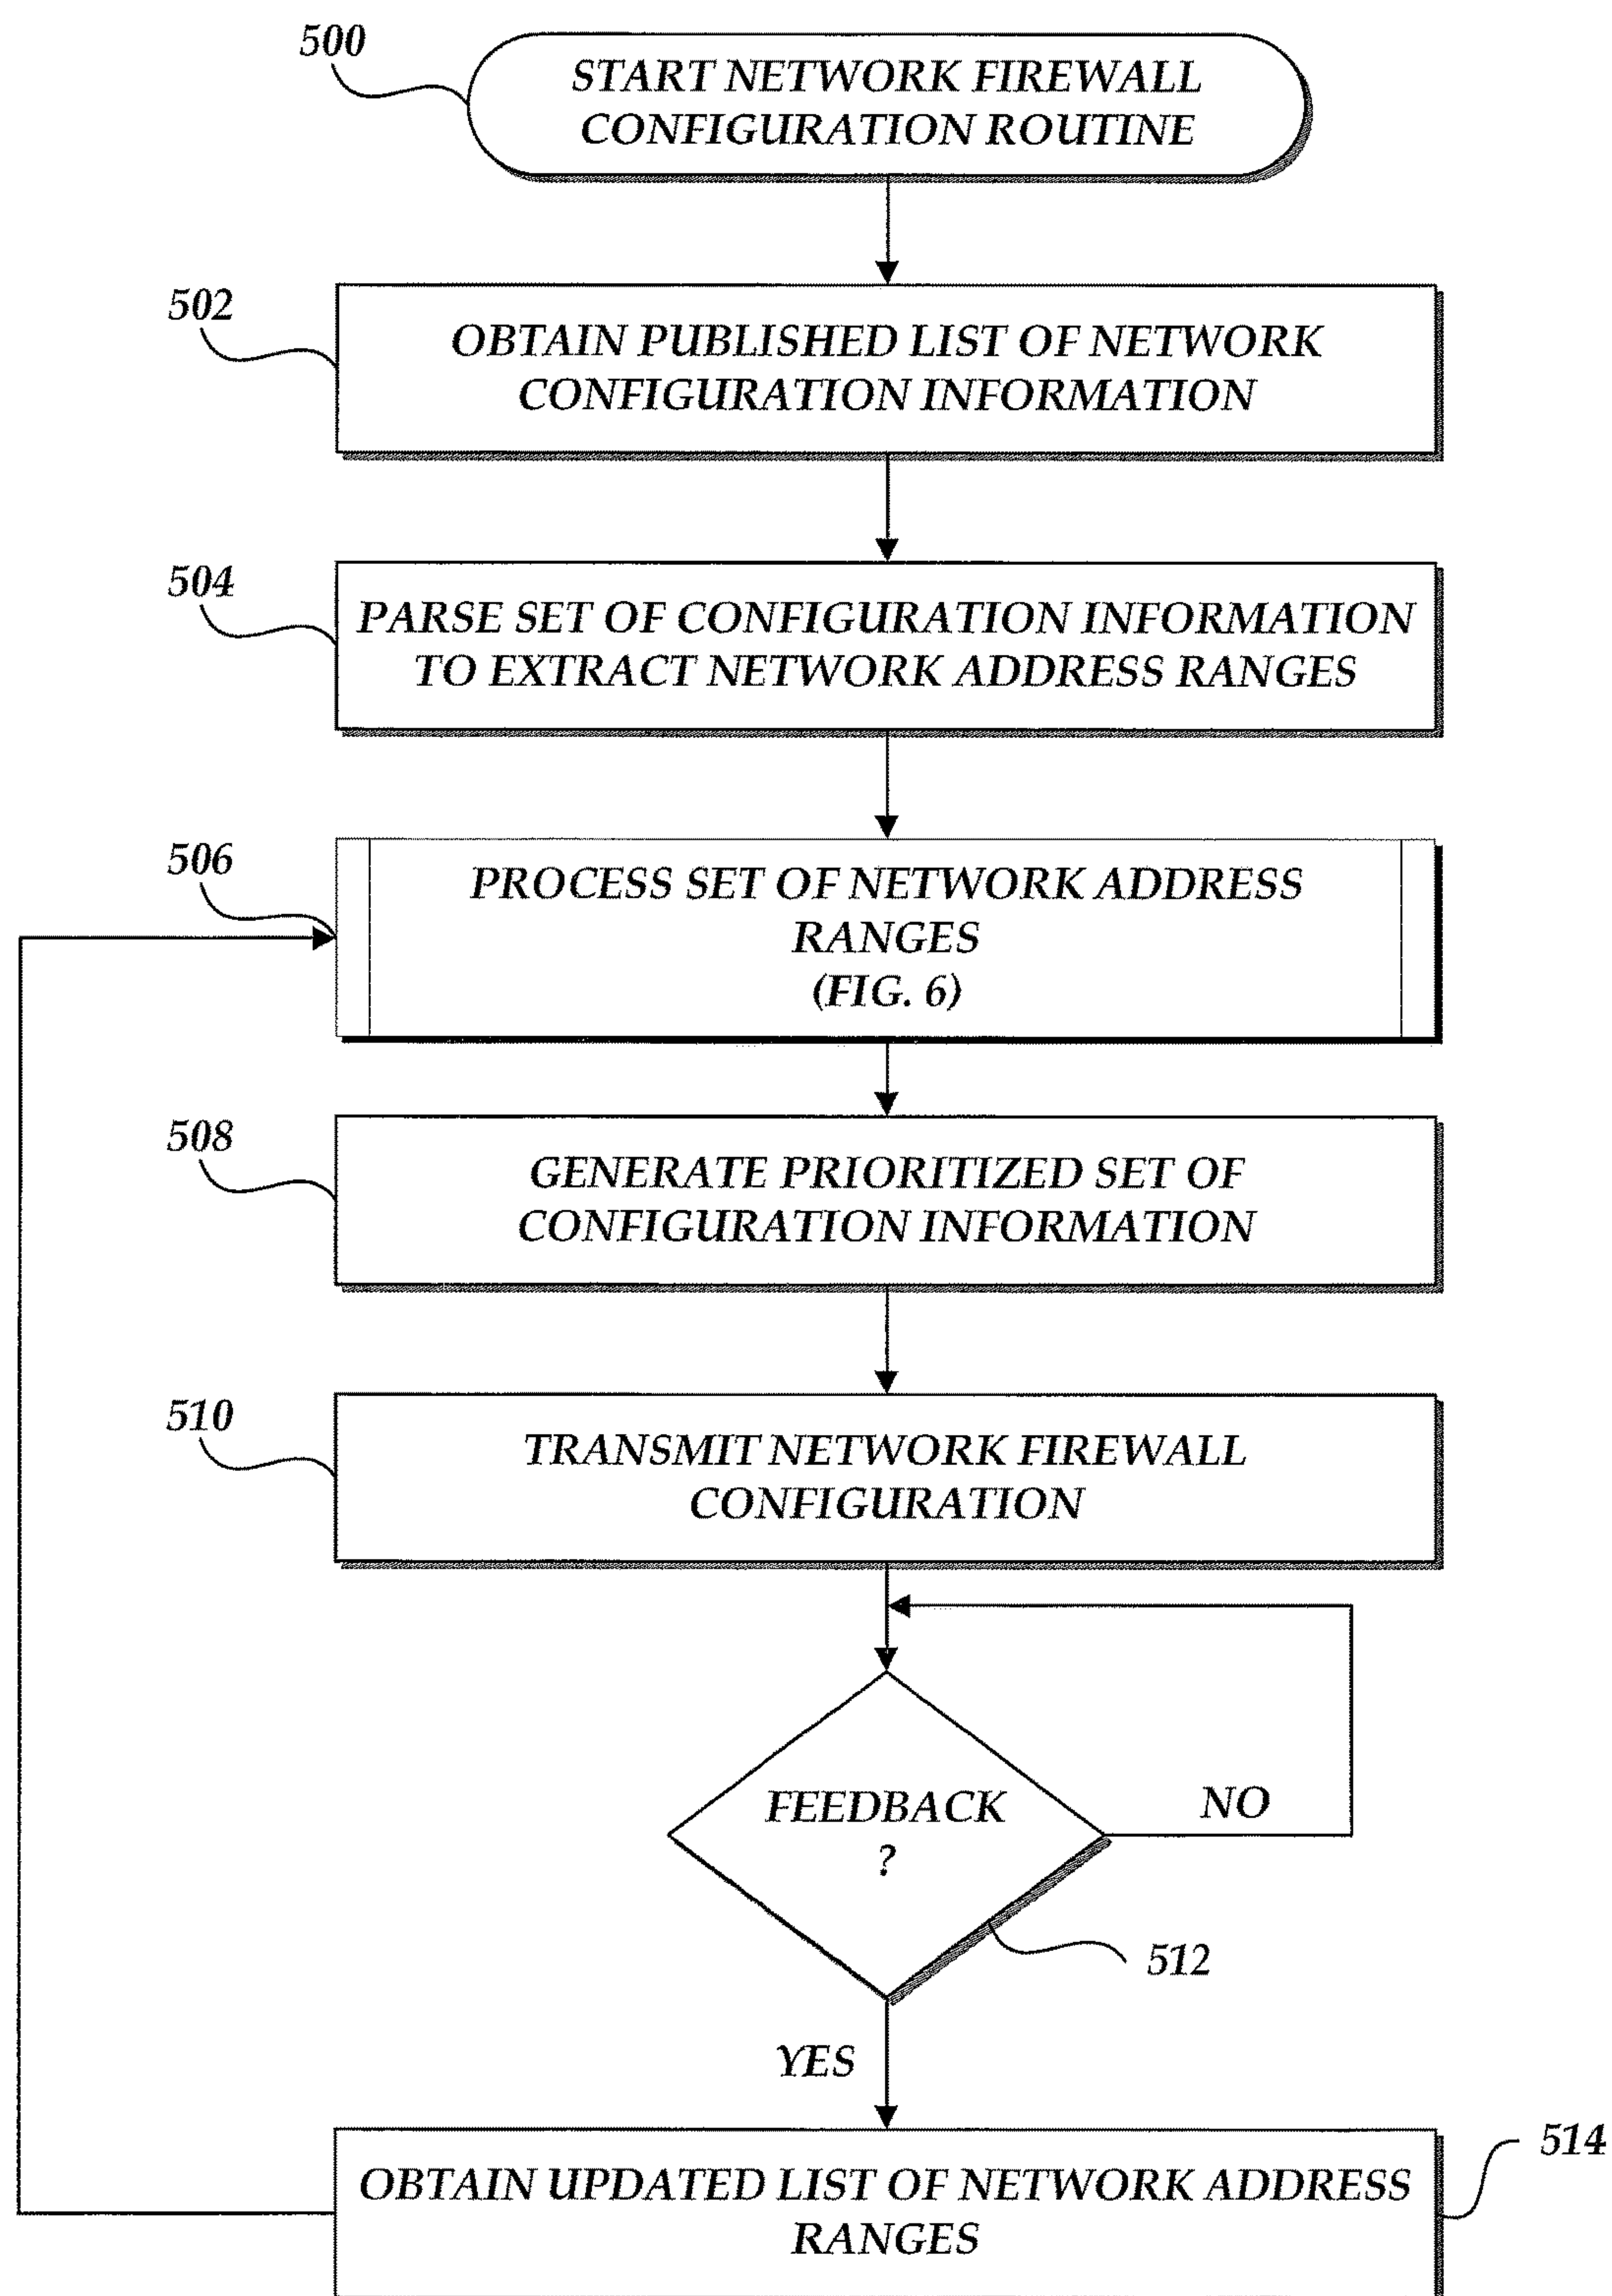 500
START NETWORK FIREWALL
CONFIGURATION ROUTINE
502
OBTAIN PUBLISHED LIST OF NETWORK
CONFIGURATION INFORMATION
504
PARSE SET OF CONFIGURATION INFORMATION
TO EXTRACT NETWORK ADDRESS RANGES
506
PROCESS SET OF NETWORK ADDRESS
RANGES
(FIG. 6)
508
GENERATE PRIORITIZED SET OF
CONFIGURATION INFORMATION
510
TRANSMIT NETWORK FIREWALL
CONFIGURATION
FEEDBACK
?
NO
512
YES
514
OBTAIN UPDATED LIST OF NETWORK ADDRESS
RANGES